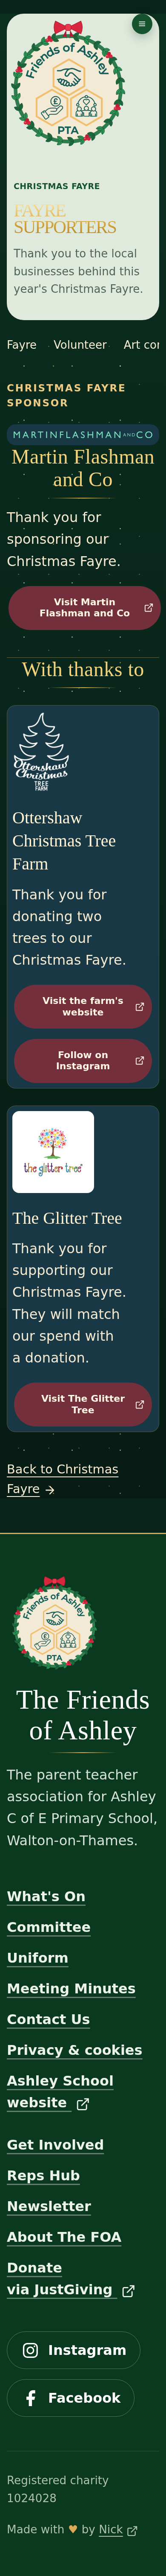 Friends of Ashley
PTA
CHRISTMAS FAYRE
FAYRE
SUPPORTERS
Thank you to the local
businesses behind this
year's Christmas Fayre.
Fayre Volunteer Art cor
CHRISTMAS FAYRE
SPONSOR
MARTINFLASHMANANDCO
Martin Flashman
and Co
Thank you for
sponsoring our
Christmas Fayre.
Visit Martin
Flashman and Co
With thanks to
Ottershaw
Christmas
TREE
FARM
Ottershaw
Christmas Tree
Farm
Thank you for
donating two
trees to our
Christmas Fayre.
Visit the farm's
website
Follow on
Instagram
the glitter tree
The Glitter Tree
Thank you for
supporting our
Christmas Fayre.
They will match
our spend with
a donation.
Visit The Glitter
Tree
Back to Christmas
Fayre →
Friends of Ashley
PTA
The Friends
of Ashley
The parent teacher
association for Ashley
C of E Primary School,
Walton-on-Thames.
What's On
Committee
Uniform
Meeting Minutes
Contact Us
Privacy & cookies
Ashley School
website
Get Involved
Reps Hub
Newsletter
About The FOA
Donate
via JustGiving
Instagram
Facebook
Registered charity
1024028
Made with ♥ by Nick